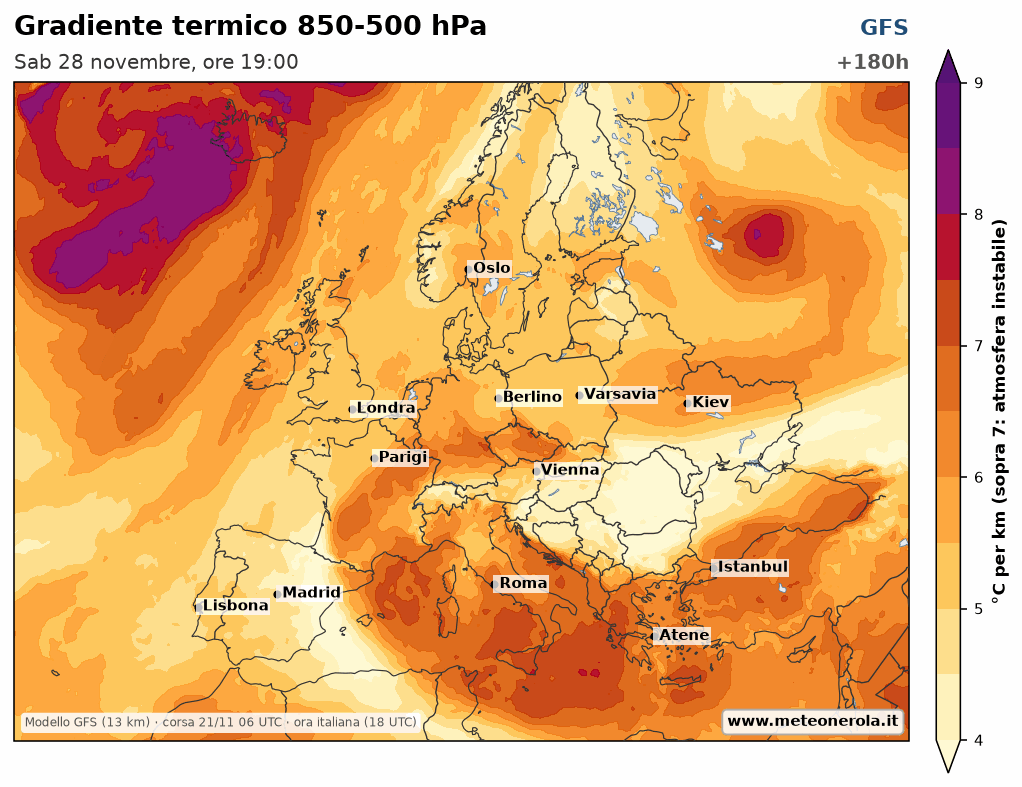 Gradiente termico 850-500 hPa
GFS
Sab 28 novembre, ore 19:00
+180h
9
8
7
6
5
4
°C per km (sopra 7: atmosfera instabile)
Oslo
Berlino
Varsavia
Londra
Kiev
Parigi
Vienna
Istanbul
Roma
Madrid
Lisbona
Atene
Modello GFS (13 km) · corsa 21/11 06 UTC · ora italiana (18 UTC)
www.meteonerola.it